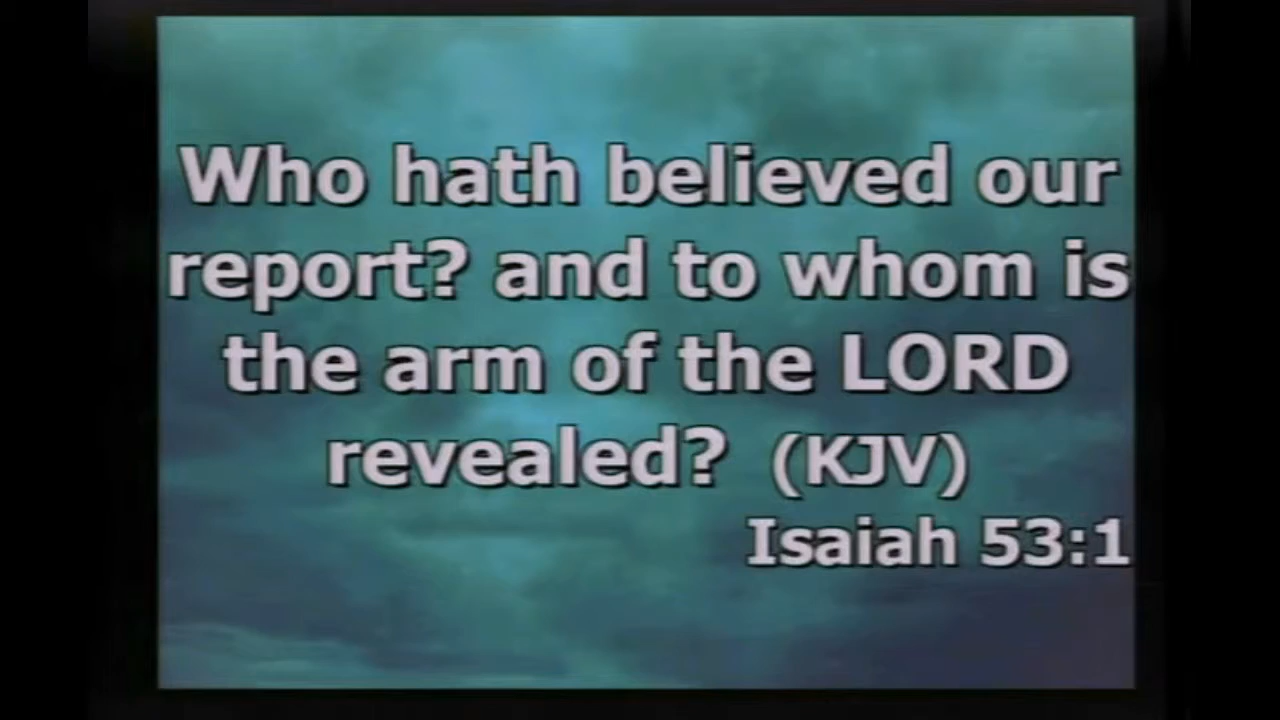 Who hath believed our
report? and to whom is
the arm of the LORD
revealed? (KJV)
Isaiah 53:1